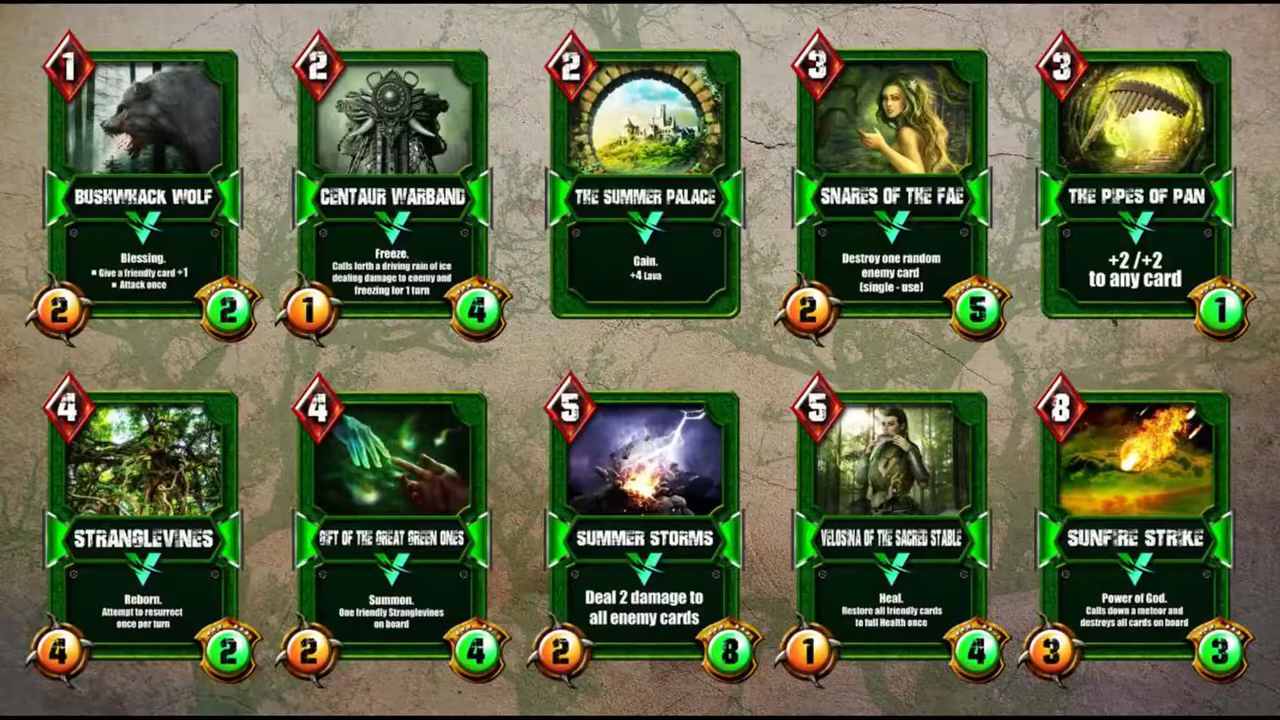 1
BUSHWHACK WOLF
Blessing.
▪ Give a friendly card +1
▪ Attack once
2 2
2
CENTAUR WARBAND
Freeze.
Calls forth a driving rain of ice
dealing damage to enemy and
freezing for 1 turn
1 4
2
THE SUMMER PALACE
Gain.
+4 Lava
3
SNARES OF THE FAE
Destroy one random
enemy card
(single - use)
2 5
3
THE PIPES OF PAN
+2 /+2
to any card
1
4
STRANGLEVINES
Reborn.
Attempt to resurrect
once per turn
4 2
4
GIFT OF THE GREAT GREEN ONES
Summon.
One friendly Stranglevines
on board
2 4
5
SUMMER STORMS
Deal 2 damage to
all enemy cards
2 8
5
VELOSINA OF THE SACRED STABLE
Heal.
Restore all friendly cards
to full Health once
1 4
8
SUNFIRE STRIKE
Power of God.
Calls down a meteor and
destroys all cards on board
3 3